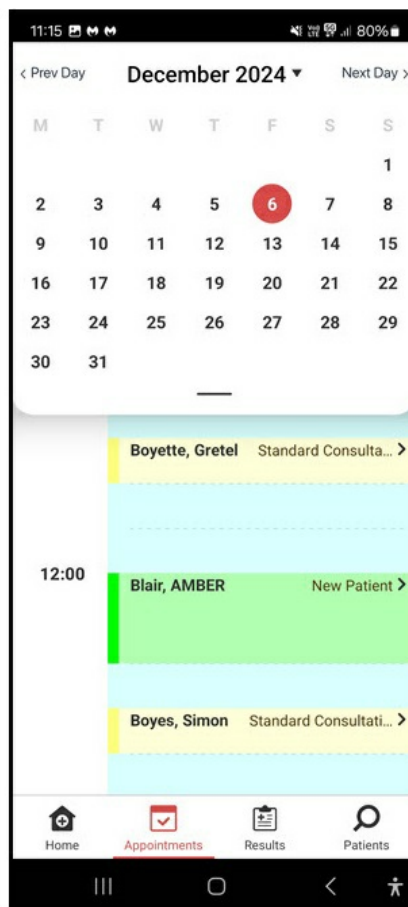 11:15 80%
< Prev Day December 2024 ▼ Next Day >
M T W T F S S
1
2 3 4 5 6 7 8
9 10 11 12 13 14 15
16 17 18 19 20 21 22
23 24 25 26 27 28 29
30 31
Boyette, Gretel Standard Consulta... >
12:00
Blair, AMBER New Patient >
Boyes, Simon Standard Consultati... >
Home Appointments Results Patients